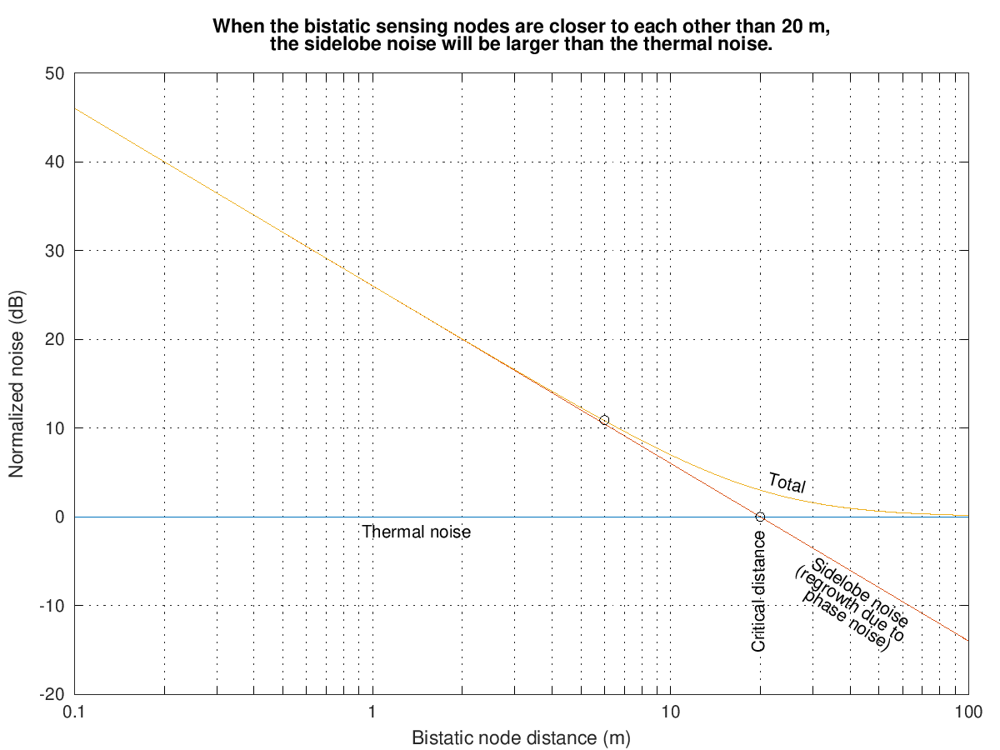 When the bistatic sensing nodes are closer to each other than 20 m,
the sidelobe noise will be larger than the thermal noise.
50
40
30
20
10
0
-10
-20
Normalized noise (dB)
Total
Thermal noise
Critical distance
Sidelobe noise
(regrowth due to
phase noise)
0.1
1
10
100
Bistatic node distance (m)